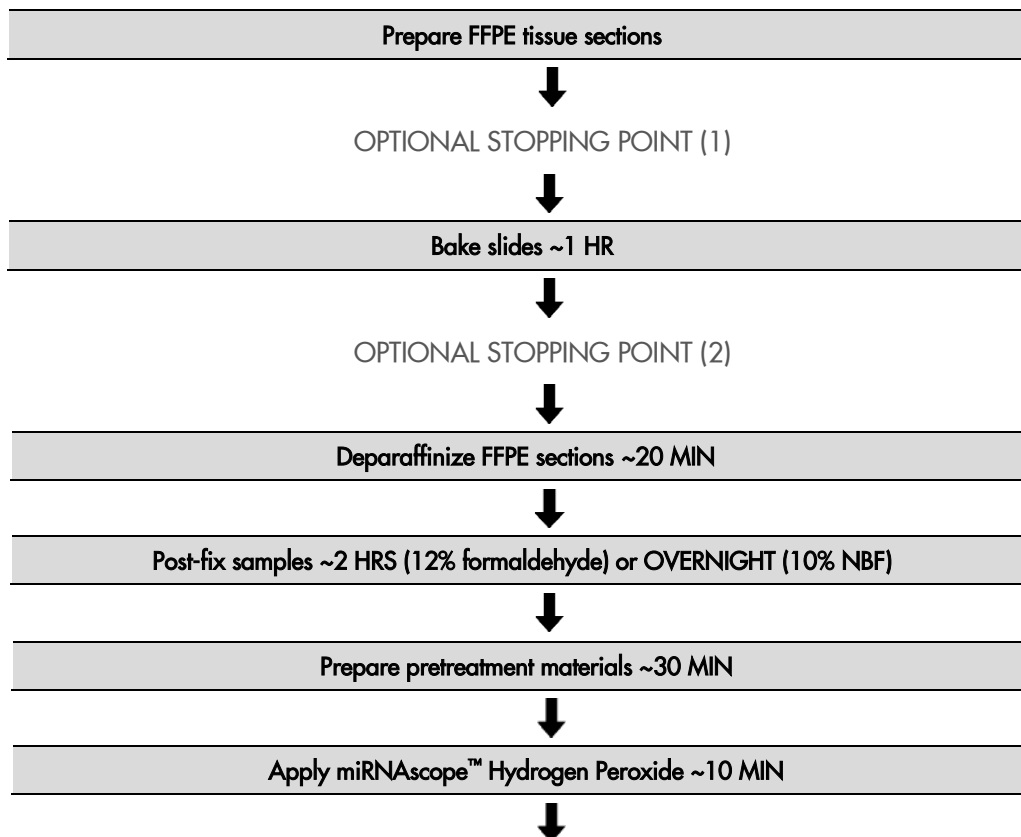 Prepare FFPE tissue sections
OPTIONAL STOPPING POINT (1)
Bake slides ~1 HR
OPTIONAL STOPPING POINT (2)
Deparaffinize FFPE sections ~20 MIN
Post-fix samples ~2 HRS (12% formaldehyde) or OVERNIGHT (10% NBF)
Prepare pretreatment materials ~30 MIN
Apply miRNAscope™ Hydrogen Peroxide ~10 MIN